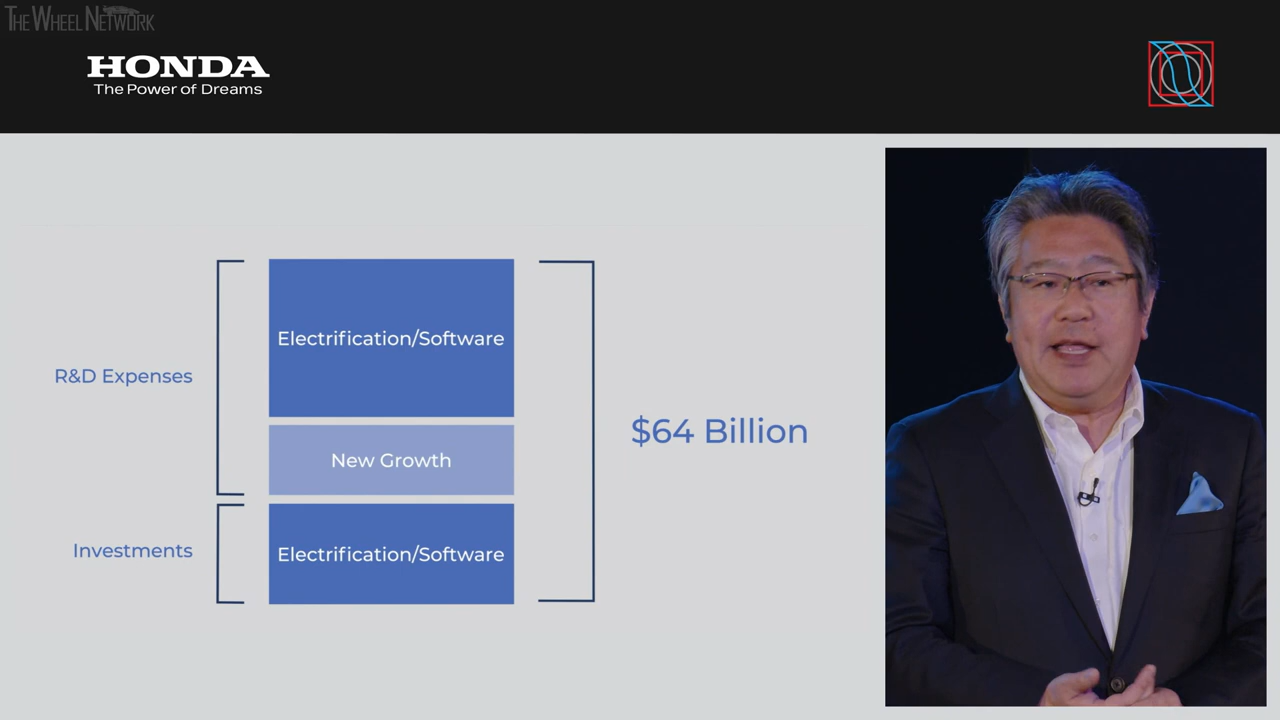 THE WHEEL NETWORK
HONDA
The Power of Dreams
R&D Expenses
Electrification/Software
New Growth
Investments
Electrification/Software
$64 Billion